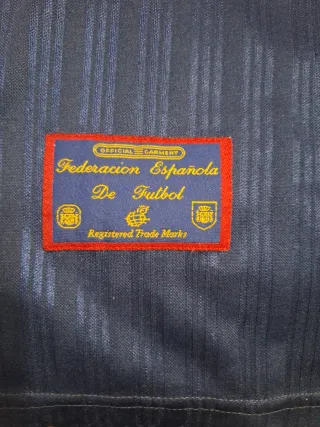 OFFICIAL GARMENT
Federacion Española
De Futbol
Registered Trade Marks